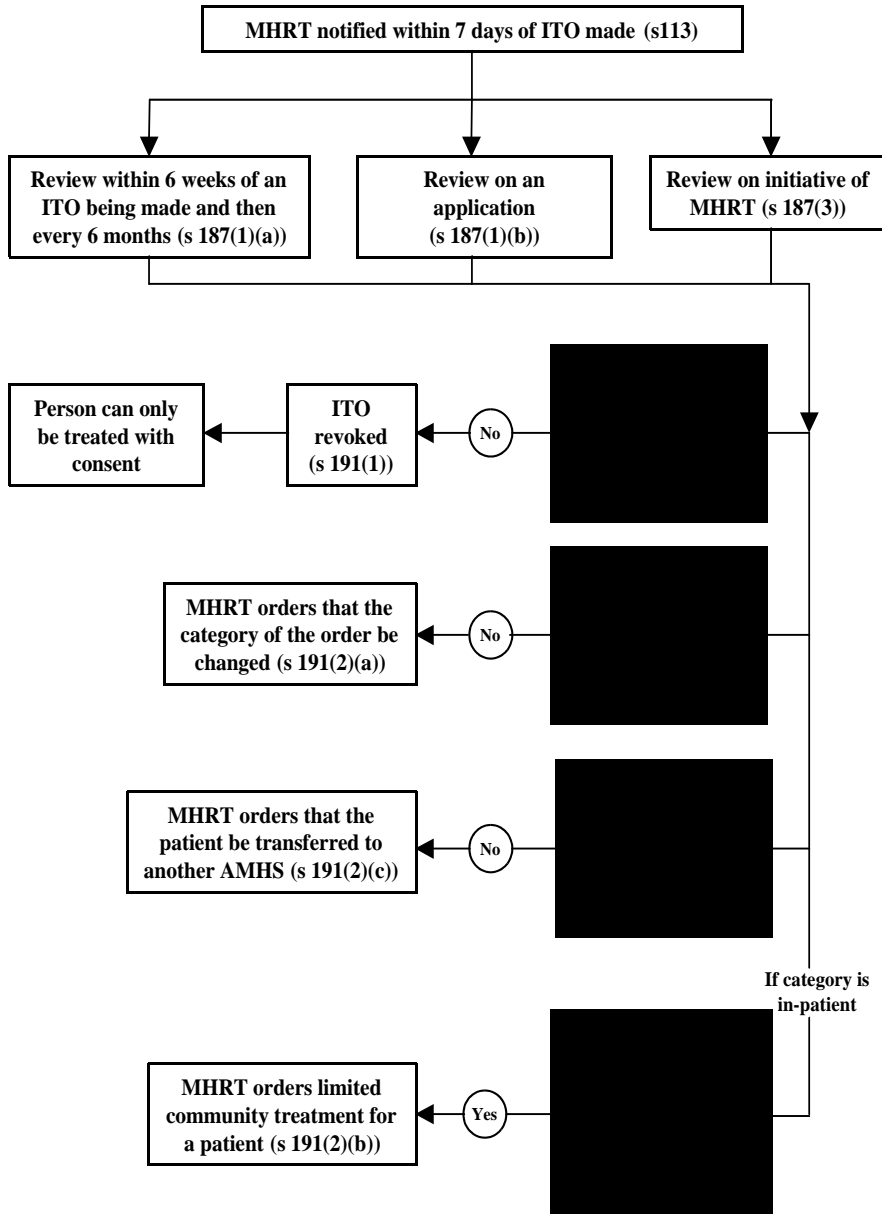 MHRT notified within 7 days of ITO made (s113)
Review within 6 weeks of an
ITO being made and then
every 6 months (s 187(1)(a))
Review on an
application
(s 187(1)(b))
Review on initiative of
MHRT (s 187(3))
Person can only
be treated with
consent
ITO
revoked
(s 191(1))
No
MHRT orders that the
category of the order be
changed (s 191(2)(a))
No
MHRT orders that the
patient be transferred to
another AMHS (s 191(2)(c))
No
If category is
in-patient
MHRT orders limited
community treatment for
a patient (s 191(2)(b))
Yes